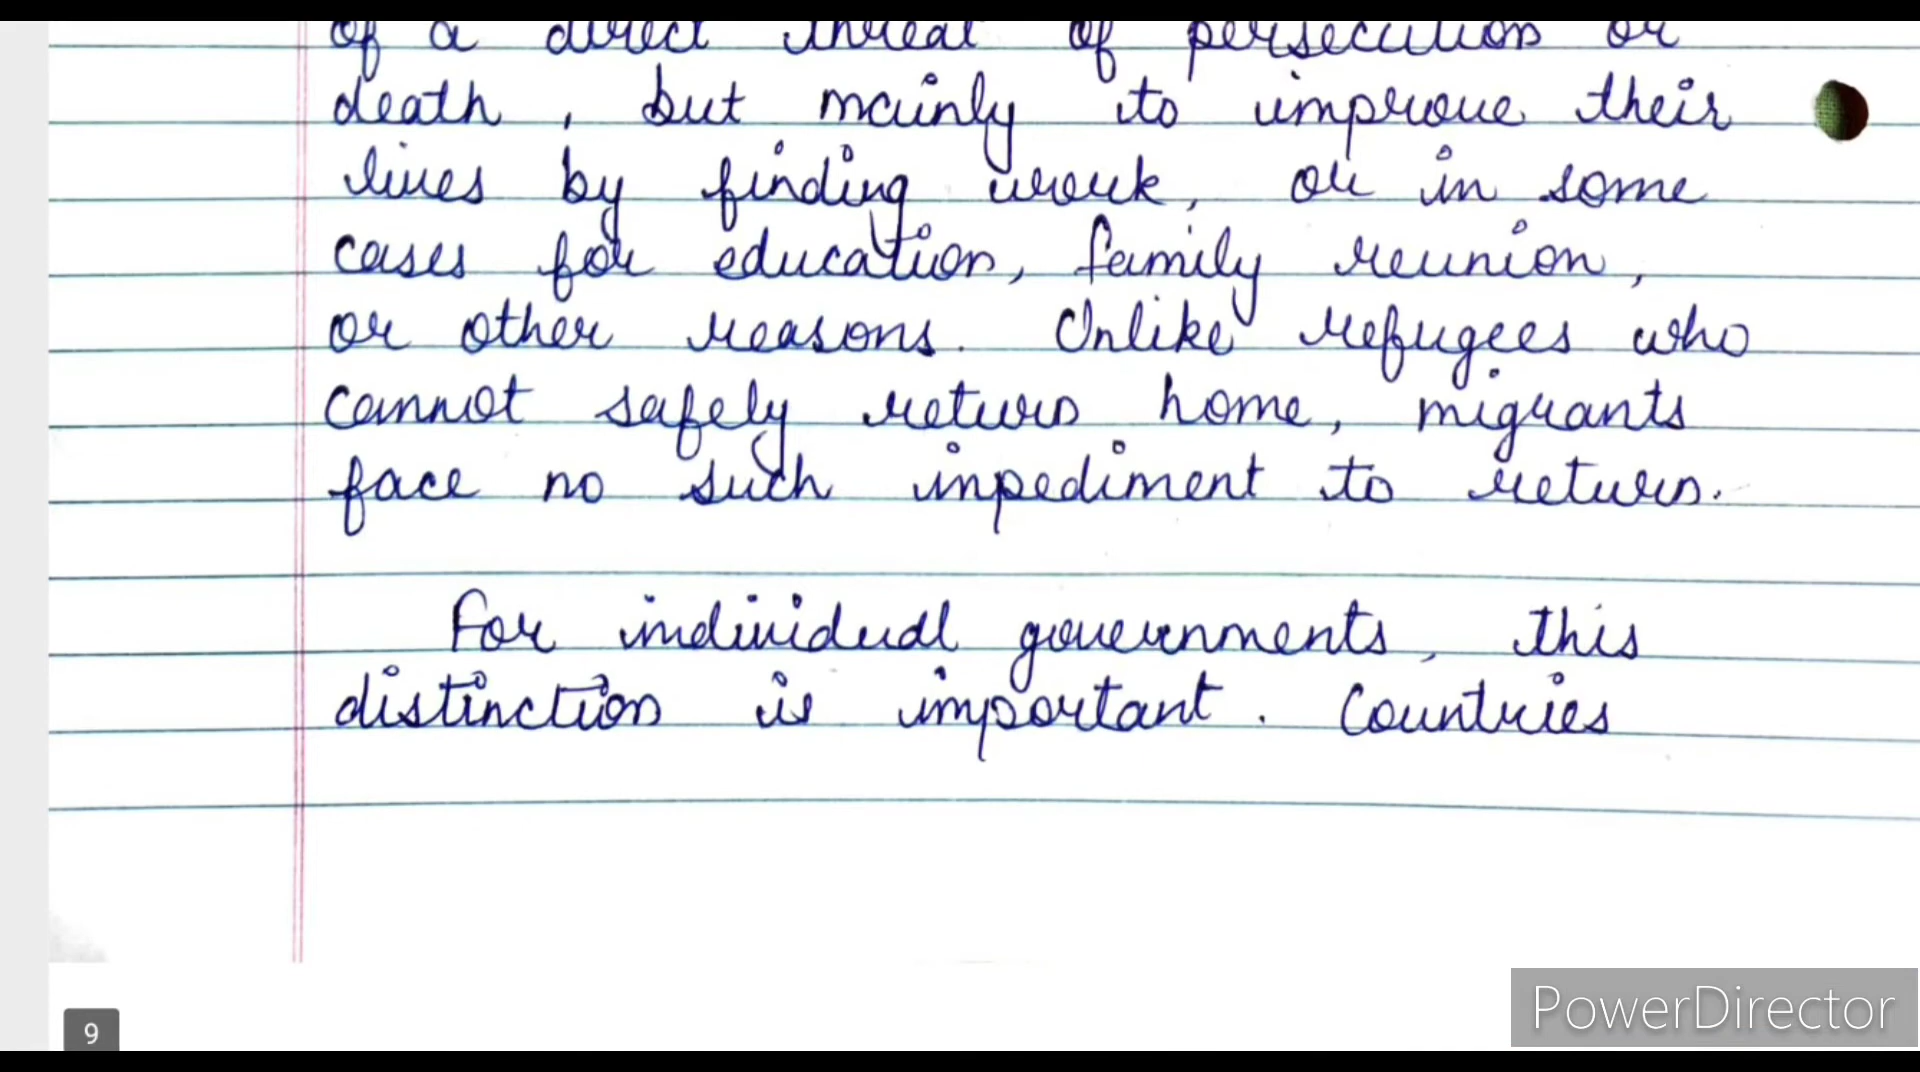 of a direct threat of persecution or
death, but mainly to improve their
lives by finding work, or in some
cases for education, family reunion,
or other reasons. Unlike refugees who
cannot safely return home, migrants
face no such impediment to return.
For individual governments, this
distinction is important. Countries
PowerDirector
9